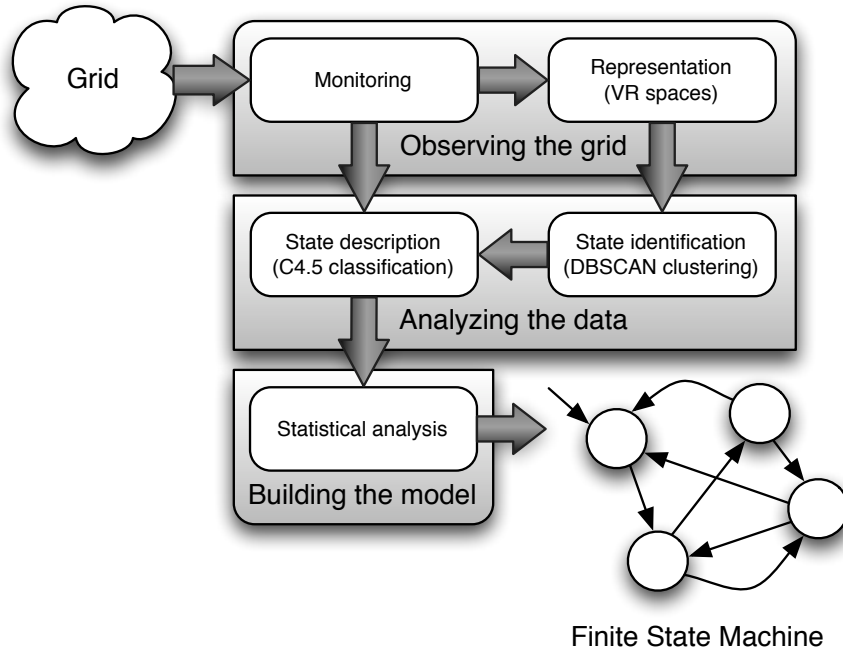 Grid
Monitoring
Representation
(VR spaces)
Observing the grid
State description
(C4.5 classification)
State identification
(DBSCAN clustering)
Analyzing the data
Statistical analysis
Building the model
Finite State Machine